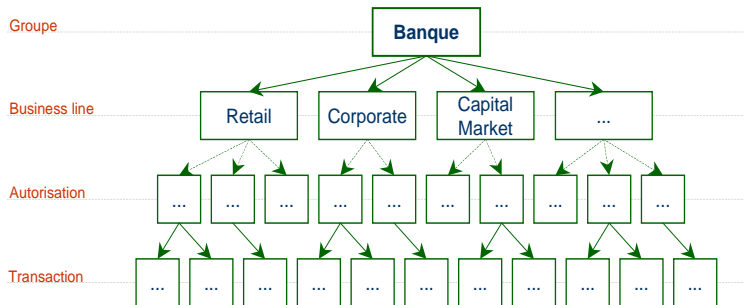 Groupe
Banque
Business line
Retail
Corporate
Capital
Market
...
Autorisation
... ... ... ... ... ... ... ... ... ...
Transaction
... ... ... ... ... ... ... ... ... ... ...